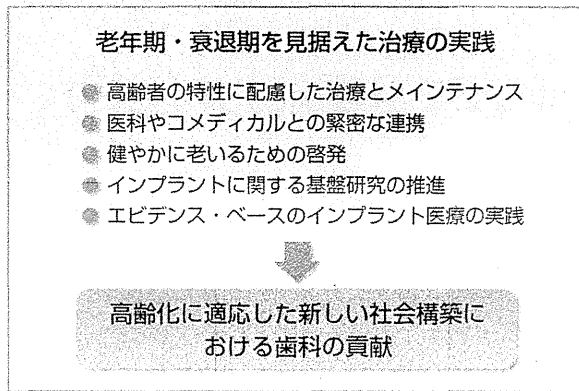 老年期・衰退期を見据えた治療の実践
高齢者の特性に配慮した治療とメインテナンス
医科やコメディカルとの緊密な連携
健やかに老いるための啓発
インプラントに関する基盤研究の推進
エビデンス・ベースのインプラント医療の実践
高齢化に適応した新しい社会構築に
おける歯科の貢献